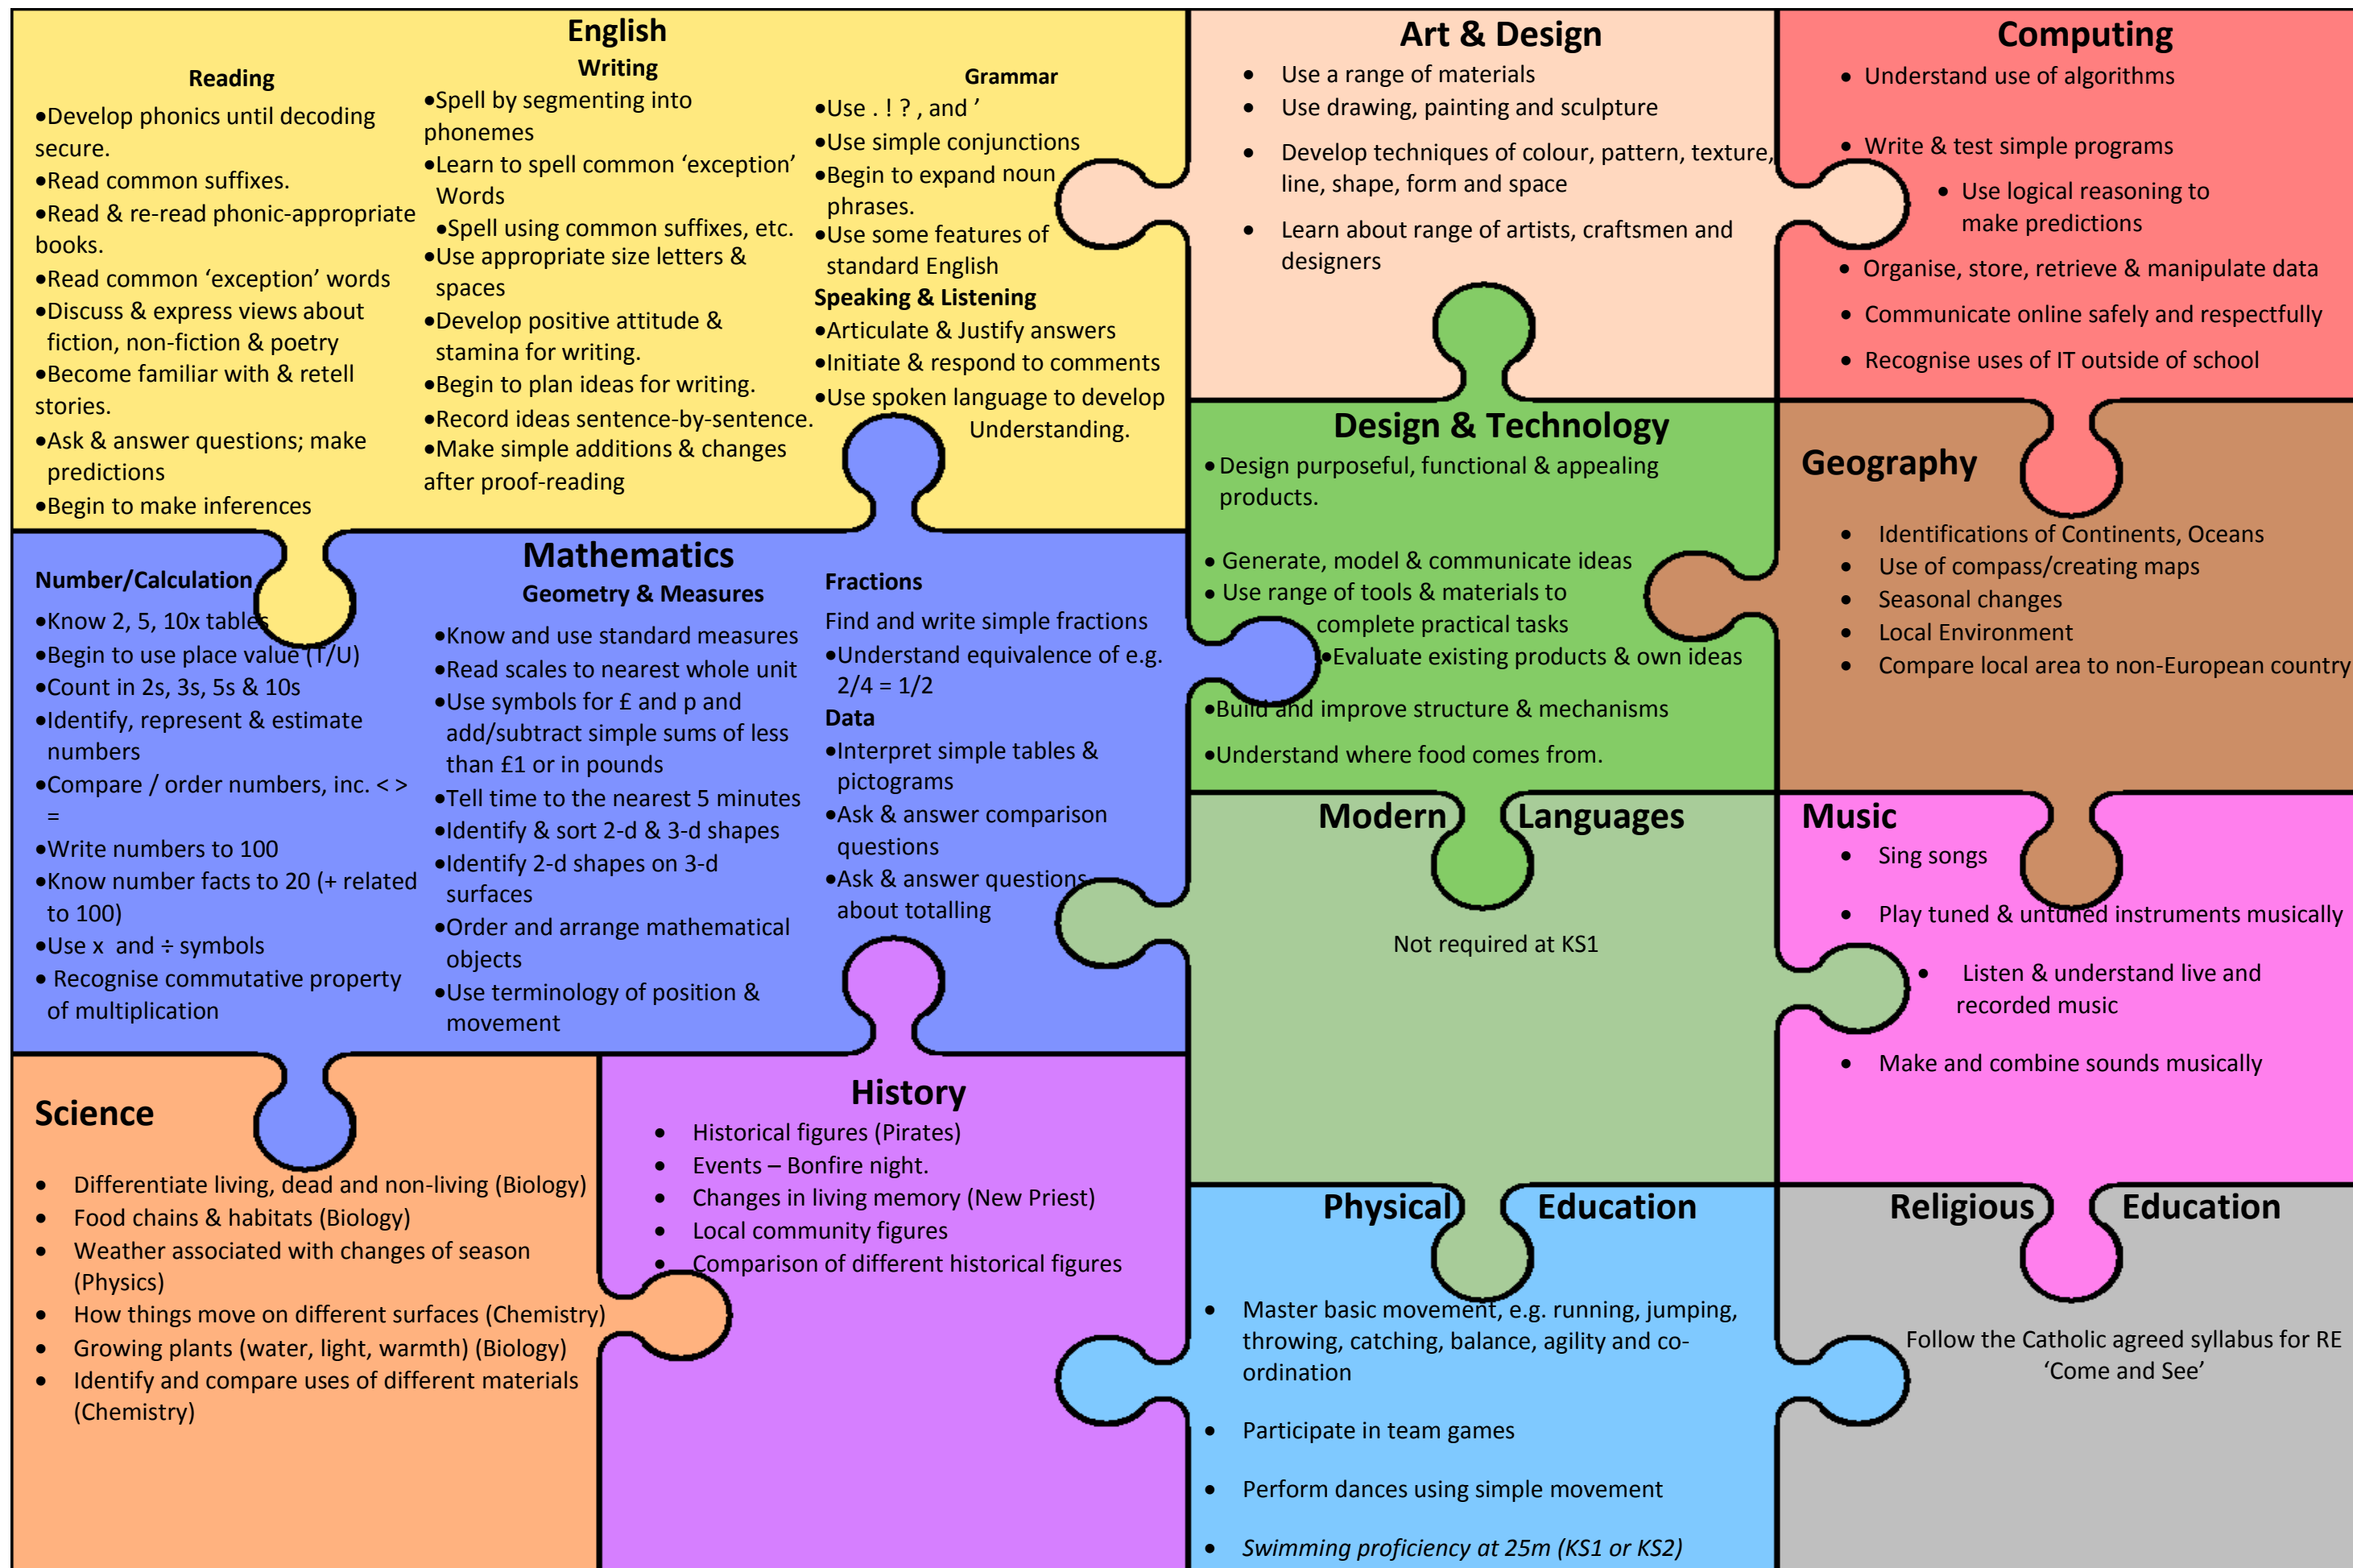 English
Reading
•Develop phonics until decoding
secure.
•Read common suffixes.
•Read & re-read phonic-appropriate
books.
•Read common ‘exception’ words
•Discuss & express views about
fiction, non-fiction & poetry
•Become familiar with & retell
stories.
•Ask & answer questions; make
predictions
•Begin to make inferences
Writing
•Spell by segmenting into
phonemes
•Learn to spell common ‘exception’
Words
•Spell using common suffixes, etc.
•Use appropriate size letters &
spaces
•Develop positive attitude &
stamina for writing.
•Begin to plan ideas for writing.
•Record ideas sentence-by-sentence.
•Make simple additions & changes
after proof-reading
Grammar
•Use . ! ? , and ’
•Use simple conjunctions
•Begin to expand noun
phrases.
•Use some features of
standard English
Speaking & Listening
•Articulate & Justify answers
•Initiate & respond to comments
•Use spoken language to develop
Understanding.
Art & Design
• Use a range of materials
• Use drawing, painting and sculpture
• Develop techniques of colour, pattern, texture,
line, shape, form and space
• Learn about range of artists, craftsmen and
designers
Computing
• Understand use of algorithms
• Write & test simple programs
• Use logical reasoning to
make predictions
• Organise, store, retrieve & manipulate data
• Communicate online safely and respectfully
• Recognise uses of IT outside of school
Mathematics
Number/Calculation
•Know 2, 5, 10x tables
•Begin to use place value (T/U)
•Count in 2s, 3s, 5s & 10s
•Identify, represent & estimate
numbers
•Compare / order numbers, inc. < >
=
•Write numbers to 100
•Know number facts to 20 (+ related
to 100)
•Use x and ÷ symbols
• Recognise commutative property
of multiplication
Geometry & Measures
•Know and use standard measures
•Read scales to nearest whole unit
•Use symbols for £ and p and
add/subtract simple sums of less
than £1 or in pounds
•Tell time to the nearest 5 minutes
•Identify & sort 2-d & 3-d shapes
•Identify 2-d shapes on 3-d
surfaces
•Order and arrange mathematical
objects
•Use terminology of position &
movement
Fractions
Find and write simple fractions
•Understand equivalence of e.g.
2/4 = 1/2
Data
•Interpret simple tables &
pictograms
•Ask & answer comparison
questions
•Ask & answer questions
about totalling
Design & Technology
• Design purposeful, functional & appealing
products.
• Generate, model & communicate ideas
• Use range of tools & materials to
complete practical tasks
•Evaluate existing products & own ideas
•Build and improve structure & mechanisms
•Understand where food comes from.
Geography
• Identifications of Continents, Oceans
• Use of compass/creating maps
• Seasonal changes
• Local Environment
• Compare local area to non-European country
Modern Languages
Not required at KS1
Music
• Sing songs
• Play tuned & untuned instruments musically
• Listen & understand live and
recorded music
• Make and combine sounds musically
Science
• Differentiate living, dead and non-living (Biology)
• Food chains & habitats (Biology)
• Weather associated with changes of season
(Physics)
• How things move on different surfaces (Chemistry)
• Growing plants (water, light, warmth) (Biology)
• Identify and compare uses of different materials
(Chemistry)
History
• Historical figures (Pirates)
• Events – Bonfire night.
• Changes in living memory (New Priest)
• Local community figures
• Comparison of different historical figures
Physical Education
• Master basic movement, e.g. running, jumping,
throwing, catching, balance, agility and co-
ordination
• Participate in team games
• Perform dances using simple movement
• Swimming proficiency at 25m (KS1 or KS2)
Religious Education
Follow the Catholic agreed syllabus for RE
‘Come and See’